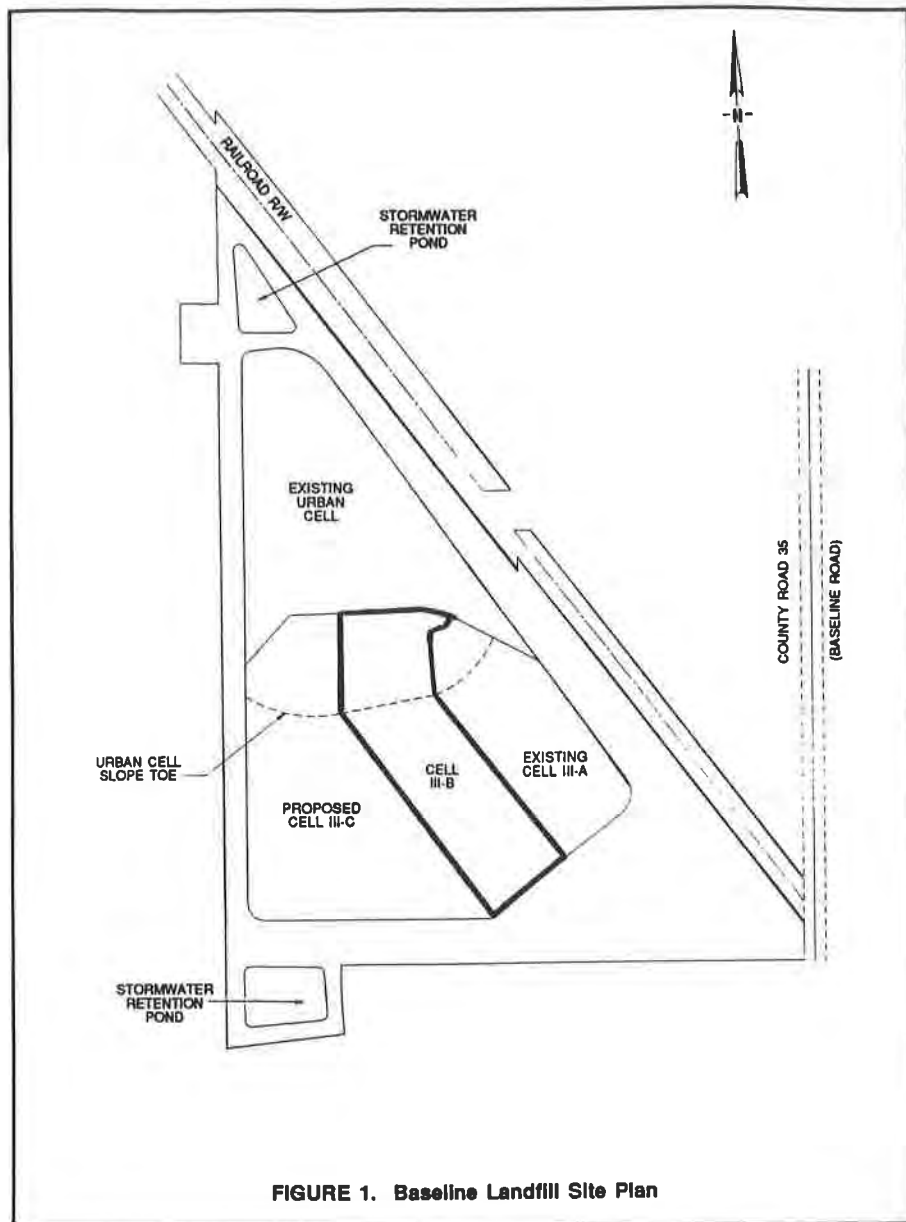 N
RAILROAD R/W
STORMWATER
RETENTION
POND
EXISTING
URBAN
CELL
COUNTY ROAD 35
(BASELINE ROAD)
URBAN CELL
SLOPE TOE
CELL
III-B
EXISTING
CELL III-A
PROPOSED
CELL III-C
STORMWATER
RETENTION
POND
FIGURE 1. Baseline Landfill Site Plan